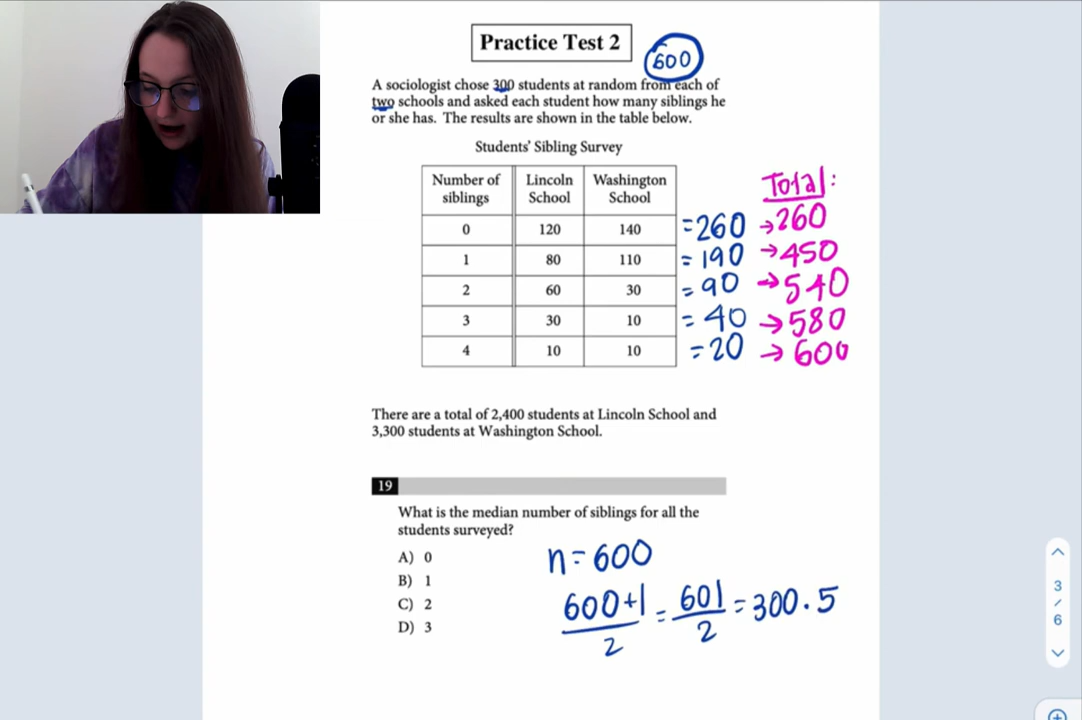 Practice Test 2
600
A sociologist chose 300 students at random from each of
two schools and asked each student how many siblings he
or she has. The results are shown in the table below.
Students' Sibling Survey
Number of siblings Lincoln School Washington School Total:
0 120 140 =260 →260
1 80 110 =190 →450
2 60 30 =90 →540
3 30 10 =40 →580
4 10 10 =20 →600
There are a total of 2,400 students at Lincoln School and
3,300 students at Washington School.
19
What is the median number of siblings for all the
students surveyed?
A) 0
B) 1
C) 2
D) 3
n=600
600+1/2 = 601/2 = 300.5
3
/
6